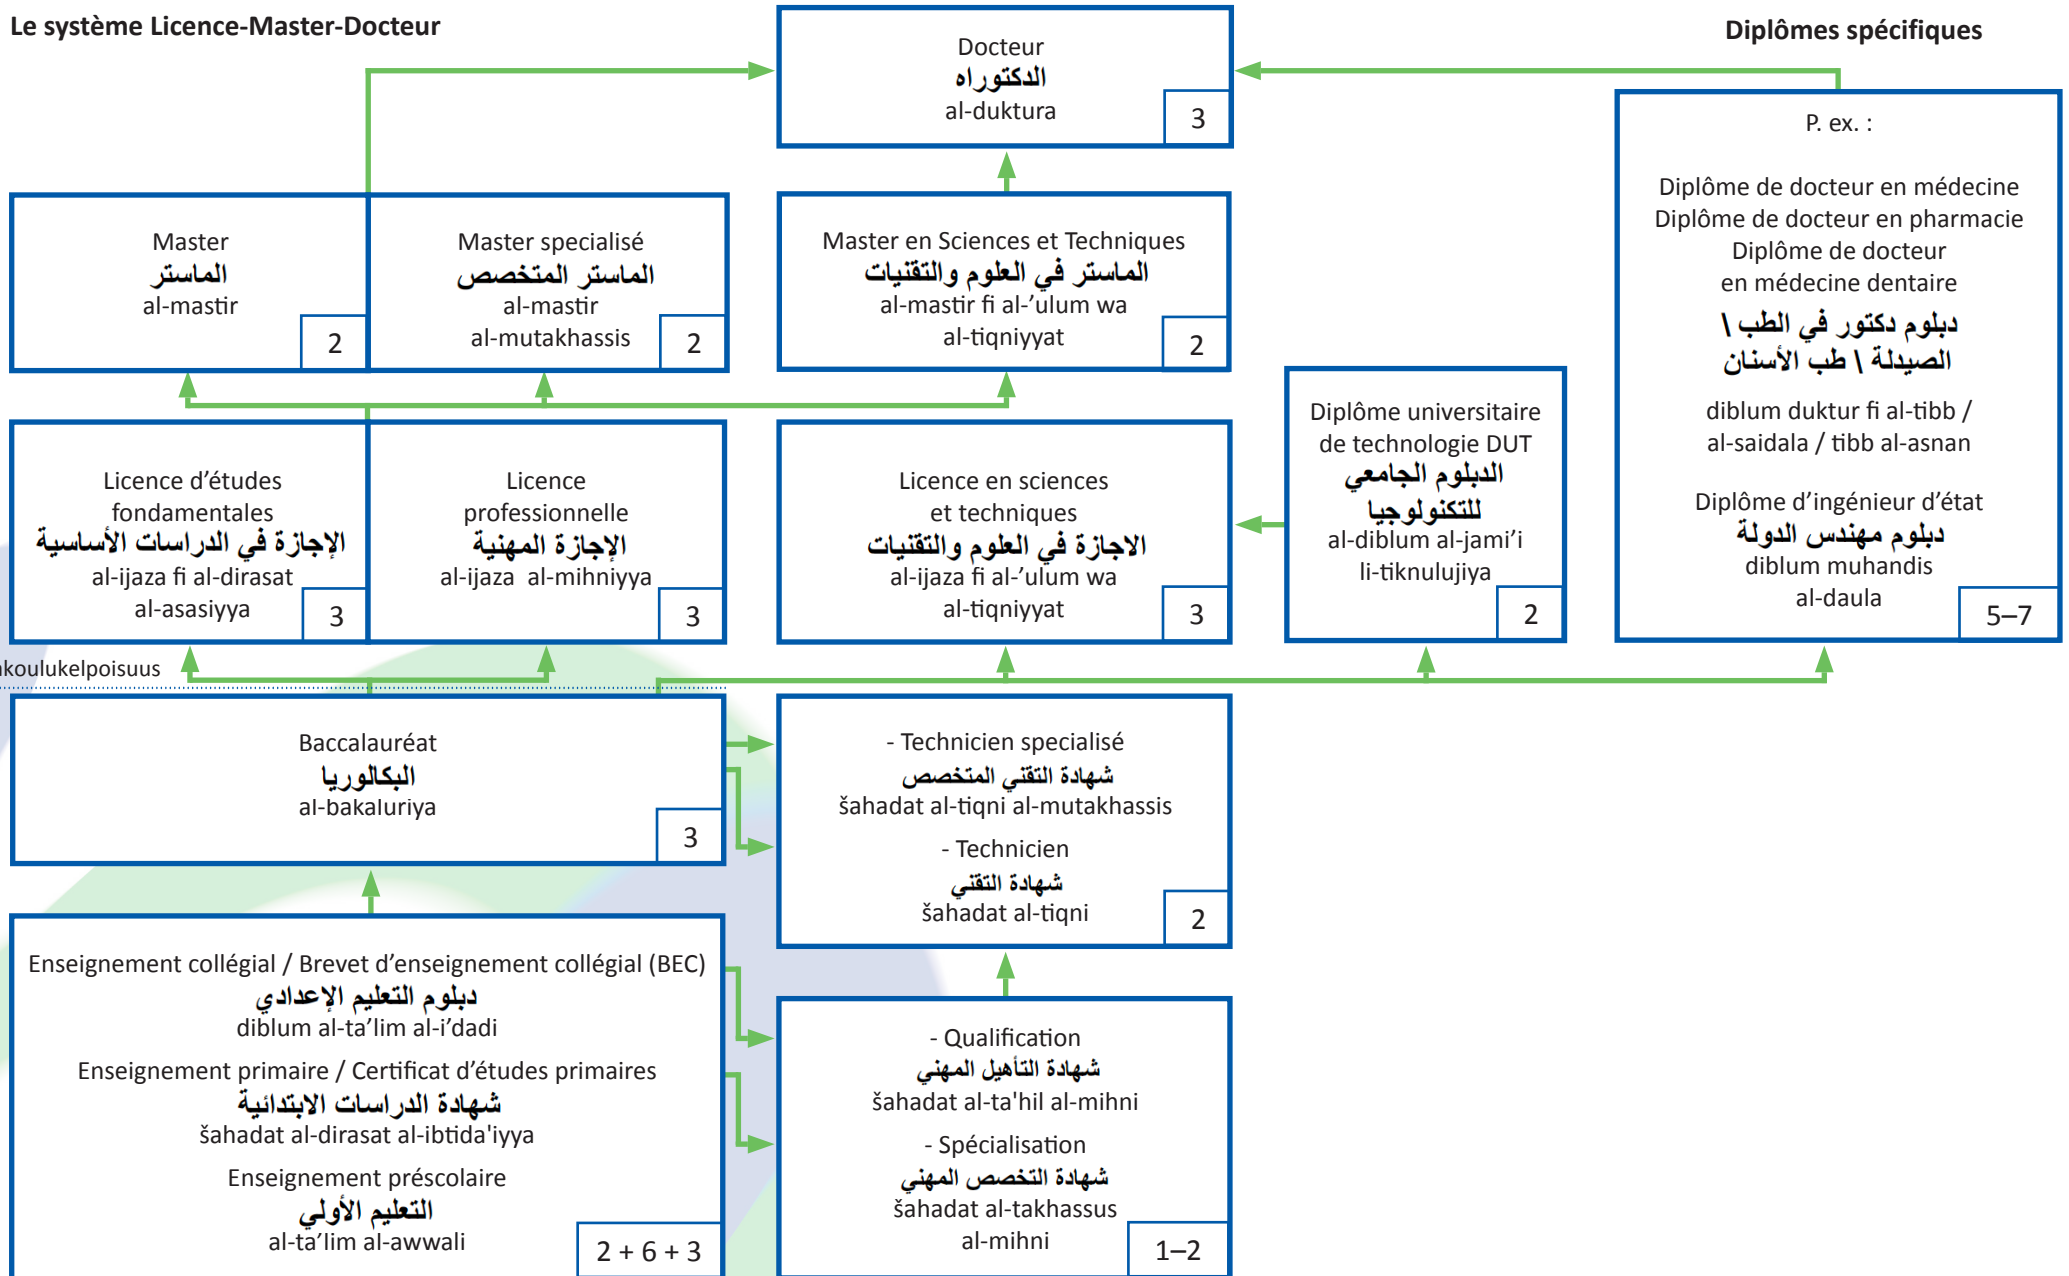 Le système Licence-Master-Docteur
Diplômes spécifiques
Docteur
الدكتوراه
al-duktura
3
Master
الماستر
al-mastir
2
Master specialisé
الماستر المتخصص
al-mastir
al-mutakhassis
2
Master en Sciences et Techniques
الماستر في العلوم والتقنيات
al-mastir fi al-’ulum wa
al-tiqniyyat
2
P. ex. :
Diplôme de docteur en médecine
Diplôme de docteur en pharmacie
Diplôme de docteur
en médecine dentaire
دبلوم دكتور في الطب \
الصيدلة \ طب الأسنان
diblum duktur fi al-tibb /
al-saidala / tibb al-asnan
Diplôme d’ingénieur d’état
دبلوم مهندس الدولة
diblum muhandis
al-daula
5–7
Licence d’études
fondamentales
الإجازة في الدراسات الأساسية
al-ijaza fi al-dirasat
al-asasiyya
3
Licence
professionnelle
الإجازة المهنية
al-ijaza al-mihniyya
3
Licence en sciences
et techniques
الاجازة في العلوم والتقنيات
al-ijaza fi al-’ulum wa
al-tiqniyyat
3
Diplôme universitaire
de technologie DUT
الدبلوم الجامعي
للتكنولوجيا
al-diblum al-jami’i
li-tiknulujiya
2
koulukelpoisuus
Baccalauréat
البكالوريا
al-bakaluriya
3
- Technicien specialisé
شهادة التقني المتخصص
šahadat al-tiqni al-mutakhassis
- Technicien
شهادة التقني
šahadat al-tiqni
2
Enseignement collégial / Brevet d’enseignement collégial (BEC)
دبلوم التعليم الإعدادي
diblum al-ta’lim al-i’dadi
Enseignement primaire / Certificat d’études primaires
شهادة الدراسات الابتدائية
šahadat al-dirasat al-ibtida'iyya
Enseignement préscolaire
التعليم الأولي
al-ta’lim al-awwali
2 + 6 + 3
- Qualification
شهادة التأهيل المهني
šahadat al-ta'hil al-mihni
- Spécialisation
شهادة التخصص المهني
šahadat al-takhassus
al-mihni
1–2